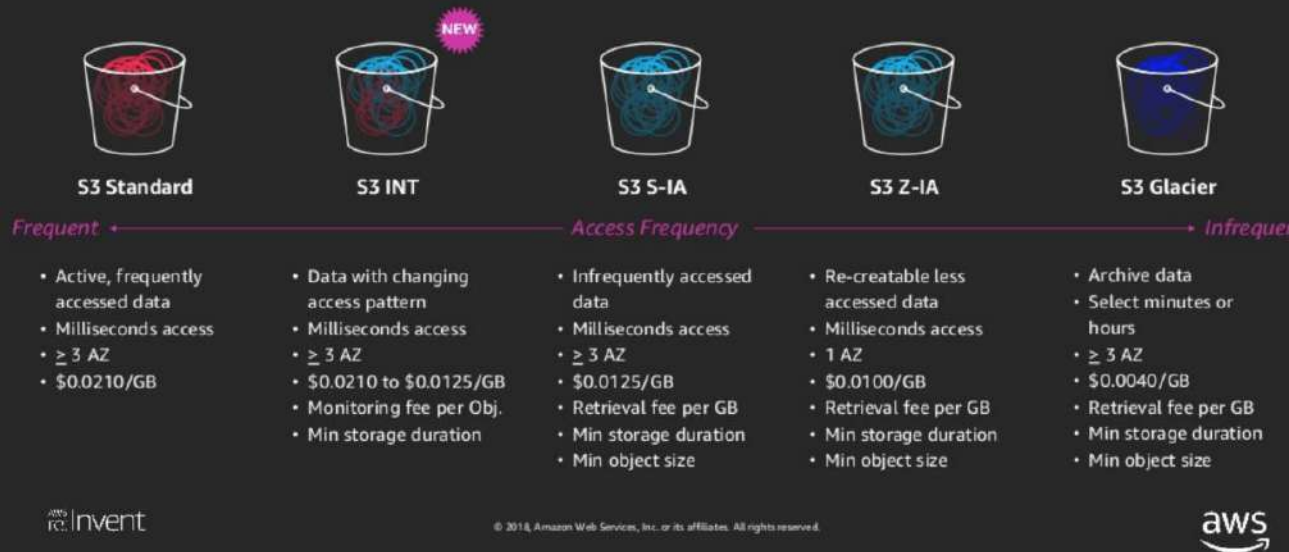 NEW
S3 Standard
S3 INT
S3 S-IA
S3 Z-IA
S3 Glacier
Frequent
Access Frequency
Infrequen
• Active, frequently
accessed data
• Milliseconds access
• ≥ 3 AZ
• $0.0210/GB
• Data with changing
access pattern
• Milliseconds access
• ≥ 3 AZ
• $0.0210 to $0.0125/GB
• Monitoring fee per Obj.
• Min storage duration
• Infrequently accessed
data
• Milliseconds access
• ≥ 3 AZ
• $0.0125/GB
• Retrieval fee per GB
• Min storage duration
• Min object size
• Re-creatable less
accessed data
• Milliseconds access
• 1 AZ
• $0.0100/GB
• Retrieval fee per GB
• Min storage duration
• Min object size
• Archive data
• Select minutes or
hours
• ≥ 3 AZ
• $0.0040/GB
• Retrieval fee per GB
• Min storage duration
• Min object size
aws
re:Invent
© 2018, Amazon Web Services, Inc. or its affiliates. All rights reserved.
aws